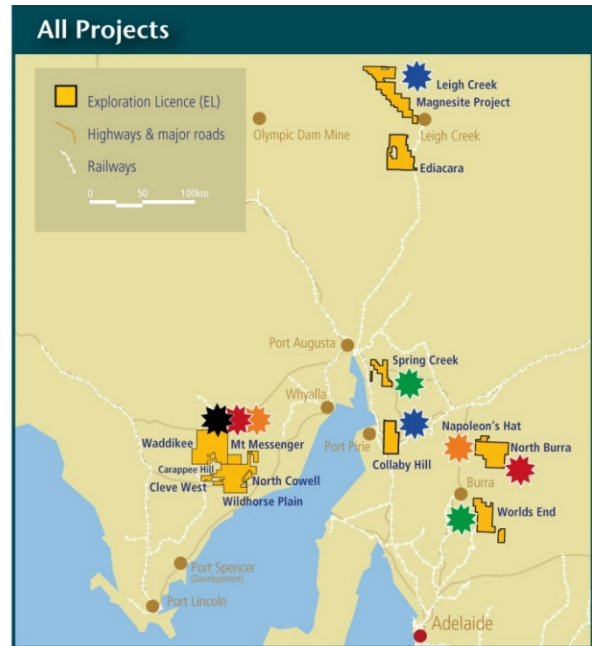 All Projects
Exploration Licence (EL)
Highways & major roads
Railways
0 50 100km
Olympic Dam Mine
Leigh Creek
Magnesite Project
Leigh Creek
Ediacara
Port Augusta
Spring Creek
Whyalla
Napoleon's Hat
Waddikee
Mt Messenger
Port Pirie
North Burra
Carappee Hill
Collaby Hill
Cleve West
North Cowell
Burra
Wildhorse Plain
Worlds End
Port Spencer
(Development)
Port Lincoln
Adelaide